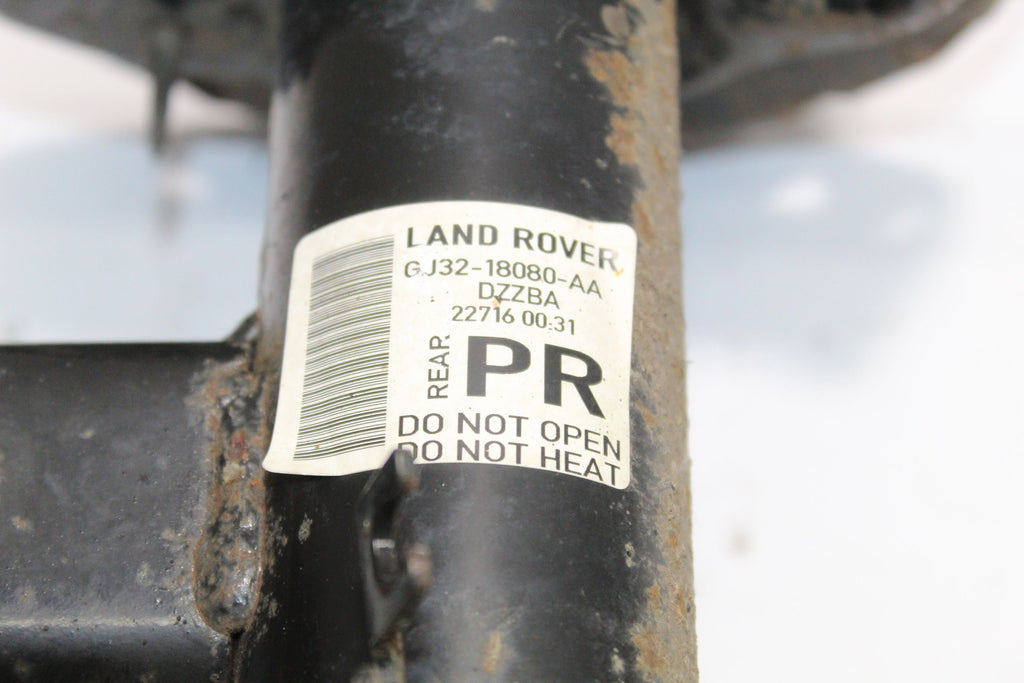 LAND ROVER
GJ32-18080-AA
DZZBA
22716 00:31
REAR
PR
DO NOT OPEN
DO NOT HEAT